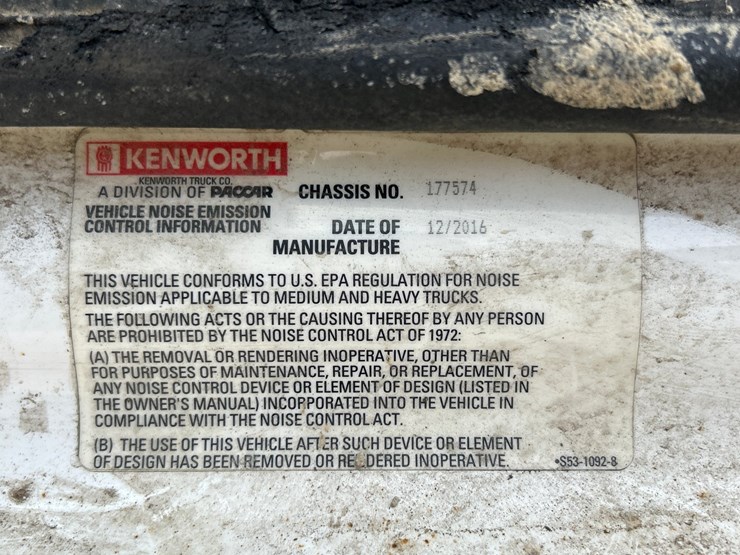 KENWORTH
KENWORTH TRUCK CO.
A DIVISION OF PACCAR
VEHICLE NOISE EMISSION
CONTROL INFORMATION
CHASSIS NO. 177574
DATE OF 12/2016
MANUFACTURE
THIS VEHICLE CONFORMS TO U.S. EPA REGULATION FOR NOISE
EMISSION APPLICABLE TO MEDIUM AND HEAVY TRUCKS.
THE FOLLOWING ACTS OR THE CAUSING THEREOF BY ANY PERSON
ARE PROHIBITED BY THE NOISE CONTROL ACT OF 1972:
(A) THE REMOVAL OR RENDERING INOPERATIVE, OTHER THAN
FOR PURPOSES OF MAINTENANCE, REPAIR, OR REPLACEMENT, OF
ANY NOISE CONTROL DEVICE OR ELEMENT OF DESIGN (LISTED IN
THE OWNER'S MANUAL) INCORPORATED INTO THE VEHICLE IN
COMPLIANCE WITH THE NOISE CONTROL ACT.
(B) THE USE OF THIS VEHICLE AFTER SUCH DEVICE OR ELEMENT
OF DESIGN HAS BEEN REMOVED OR RENDERED INOPERATIVE.
•S53-1092-8